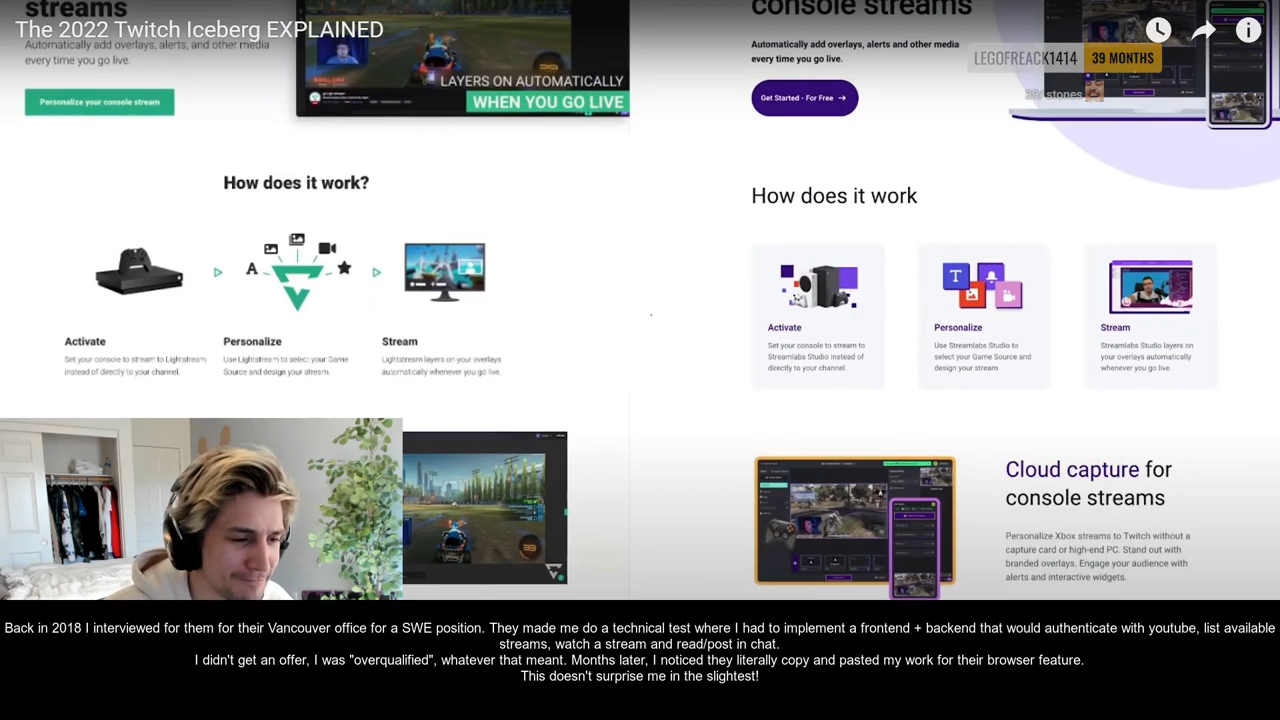 streams
The 2022 Twitch Iceberg EXPLAINED
Automatically add overlays, alerts, and other media
every time you go live.
Personalize your console stream
LAYERS ON AUTOMATICALLY
WHEN YOU GO LIVE
console streams
Automatically add overlays, alerts and other media
every time you go live.
Get Started - For Free →
LEGOFREACK1414 39 MONTHS
stones
How does it work?
A
Activate
Set your console to stream to Lightstream
instead of directly to your channel.
Personalize
Use Lightstream to select your Game
Source and design your stream.
Stream
Lightstream layers on your overlays
automatically whenever you go live.
How does it work
T
Activate
Set your console to stream to
Streamlabs Studio instead of
directly to your channel.
Personalize
Use Streamlabs Studio to
select your Game Source and
design your stream.
Stream
Streamlabs Studio layers on
your overlays automatically
whenever you go live.
Cloud capture for
console streams
Personalize Xbox streams to Twitch without a
capture card or high-end PC. Stand out with
branded overlays. Engage your audience with
alerts and interactive widgets.
Back in 2018 I interviewed for them for their Vancouver office for a SWE position. They made me do a technical test where I had to implement a frontend + backend that would authenticate with youtube, list available
streams, watch a stream and read/post in chat.
I didn't get an offer, I was "overqualified", whatever that meant. Months later, I noticed they literally copy and pasted my work for their browser feature.
This doesn't surprise me in the slightest!